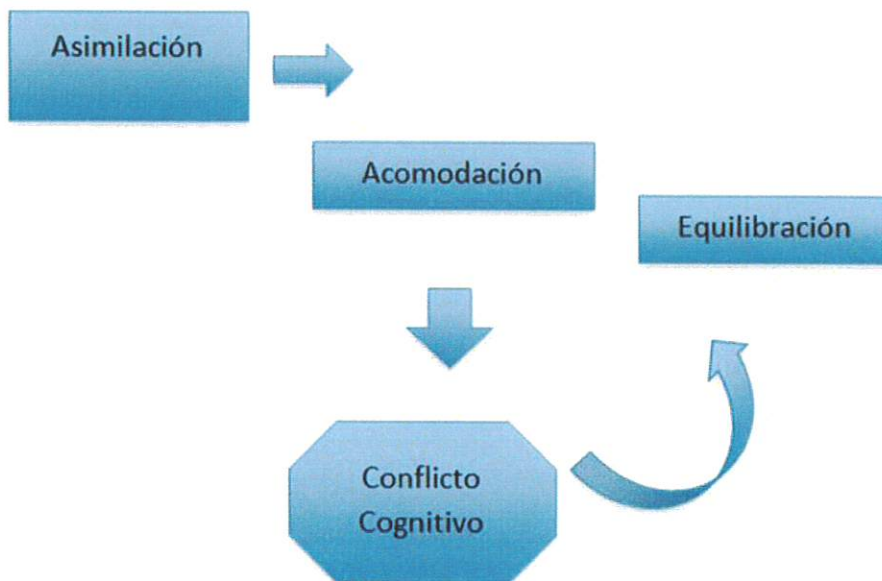 Asimilación
Acomodación
Equilibración
Conflicto
Cognitivo